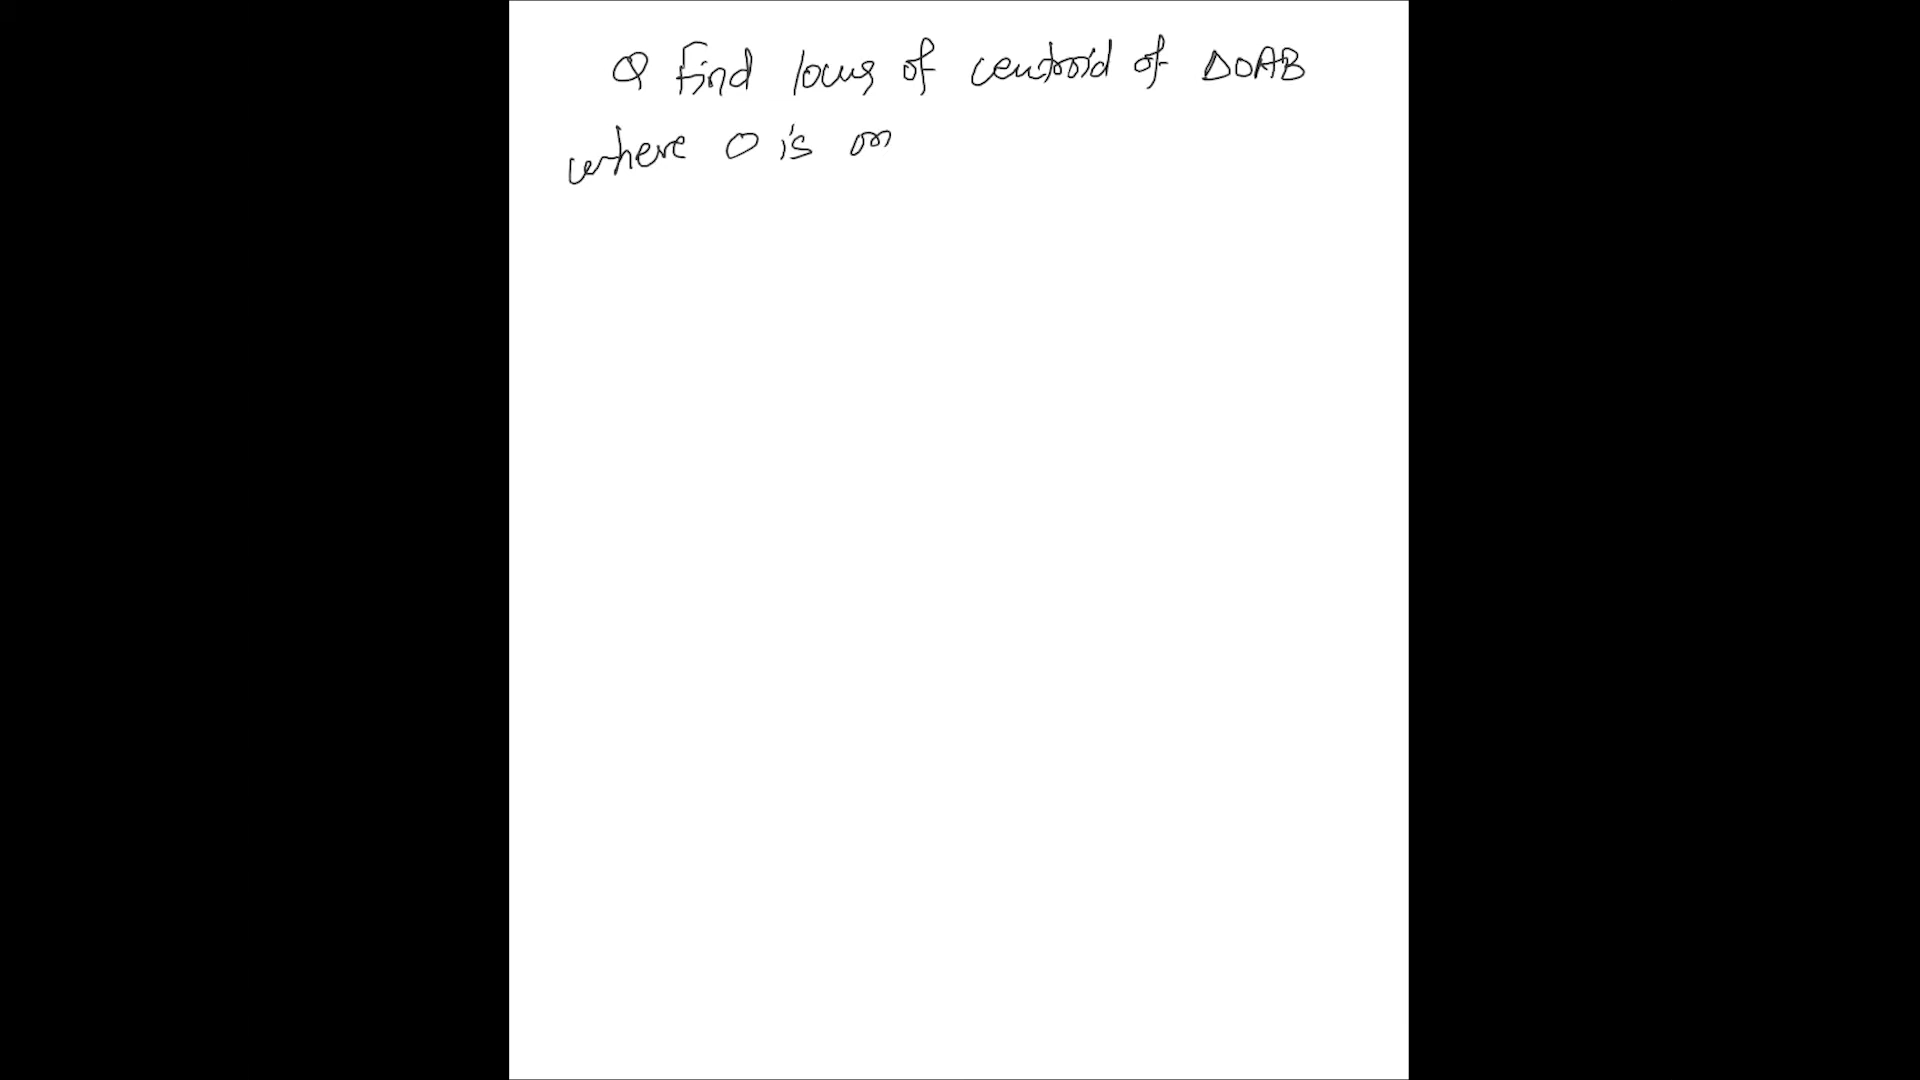 Q Find locus of centroid of ΔOAB
where O is on